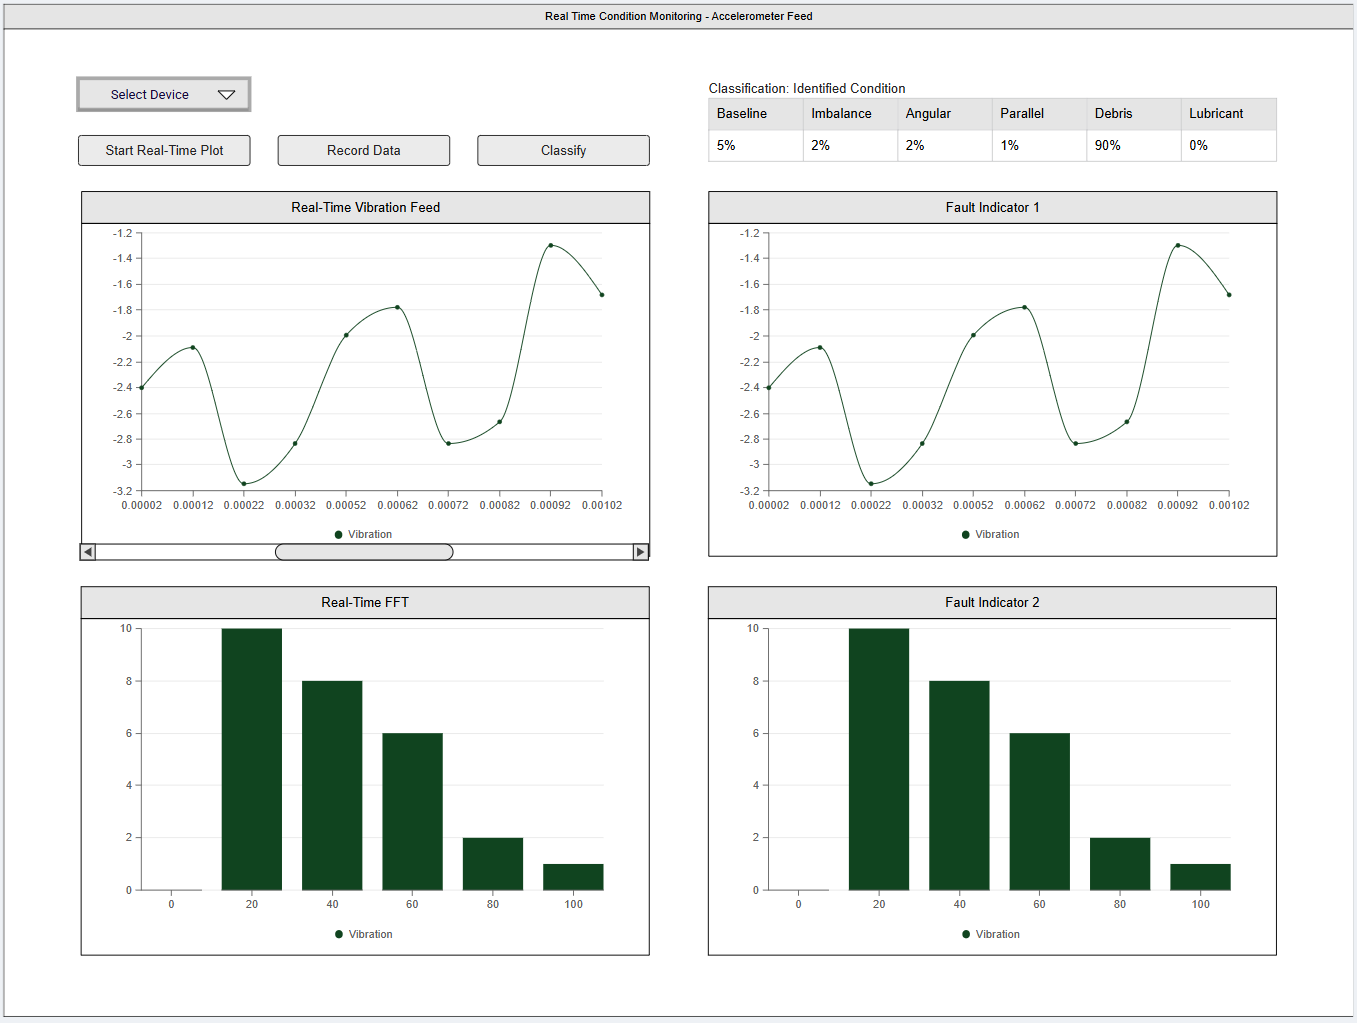 Real Time Condition Monitoring - Accelerometer Feed
Select Device
Start Real-Time Plot
Record Data
Classify
Classification: Identified Condition
Baseline Imbalance Angular Parallel Debris Lubricant
5% 2% 2% 1% 90% 0%
Real-Time Vibration Feed
-1.2
-1.4
-1.6
-1.8
-2
-2.2
-2.4
-2.6
-2.8
-3
-3.2
0.00002 0.00012 0.00022 0.00032 0.00052 0.00062 0.00072 0.00082 0.00092 0.00102
Vibration
Fault Indicator 1
-1.2
-1.4
-1.6
-1.8
-2
-2.2
-2.4
-2.6
-2.8
-3
-3.2
0.00002 0.00012 0.00022 0.00032 0.00052 0.00062 0.00072 0.00082 0.00092 0.00102
Vibration
Real-Time FFT
10
8
6
4
2
0
0 20 40 60 80 100
Vibration
Fault Indicator 2
10
8
6
4
2
0
0 20 40 60 80 100
Vibration